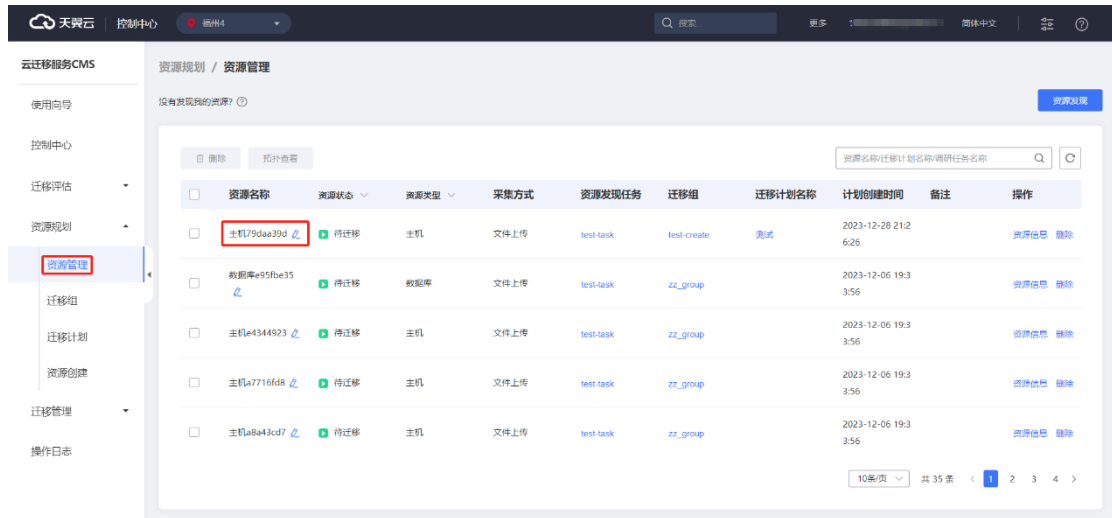 天翼云 控制中心 福州4 搜索... 更多 简体中文
云迁移服务CMS
使用向导
控制中心
迁移评估
资源规划
资源管理
迁移组
迁移计划
资源创建
迁移管理
操作日志
资源规划 / 资源管理
没有发现我的资源?
资源发现
删除 拓扑查看 资源名称/迁移计划名称/调研任务名称
资源名称 资源状态 资源类型 采集方式 资源发现任务 迁移组 迁移计划名称 计划创建时间 备注 操作
主机79daa39d 待迁移 主机 文件上传 test-task test-create 测试 2023-12-28 21:2
6:26 资源信息 删除
数据库e95fbe35 待迁移 数据库 文件上传 test-task zz_group 2023-12-06 19:3
3:56 资源信息 删除
主机e4344923 待迁移 主机 文件上传 test-task zz_group 2023-12-06 19:3
3:56 资源信息 删除
主机a7716fd8 待迁移 主机 文件上传 test-task zz_group 2023-12-06 19:3
3:56 资源信息 删除
主机a8a43cd7 待迁移 主机 文件上传 test-task zz_group 2023-12-06 19:3
3:56 资源信息 删除
10条/页 共 35 条 1 2 3 4